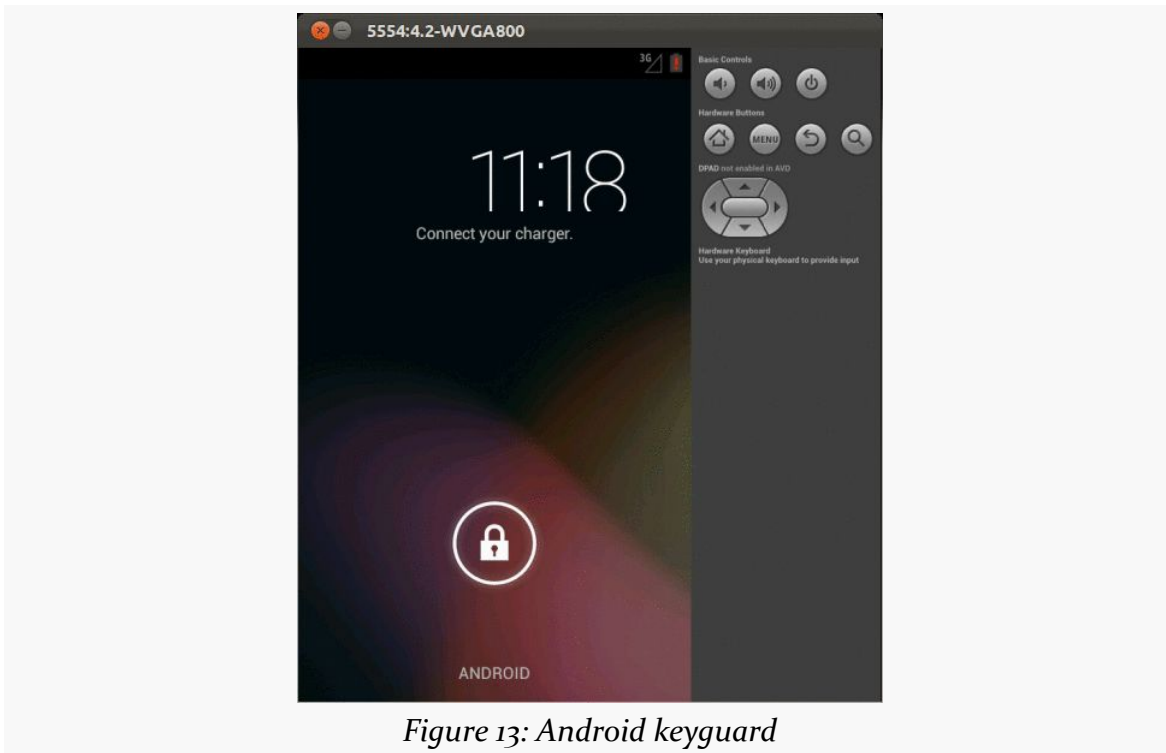 5554:4.2-WVGA800
3G
11:18
Connect your charger.
ANDROID
Basic Controls
Hardware Buttons
MENU
DPAD not enabled in AVD
Hardware Keyboard
Use your physical keyboard to provide input
Figure 13: Android keyguard